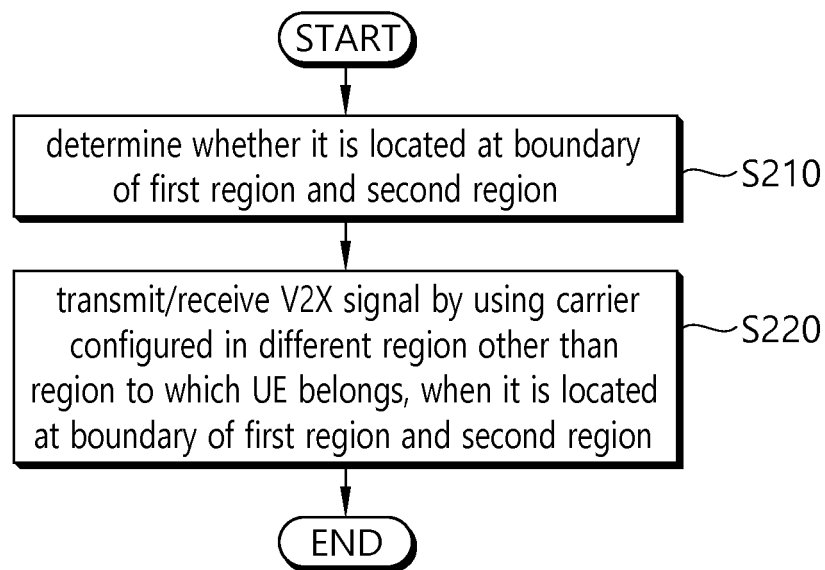 START
determine whether it is located at boundary
of first region and second region
S210
transmit/receive V2X signal by using carrier
configured in different region other than
region to which UE belongs, when it is located
at boundary of first region and second region
S220
END